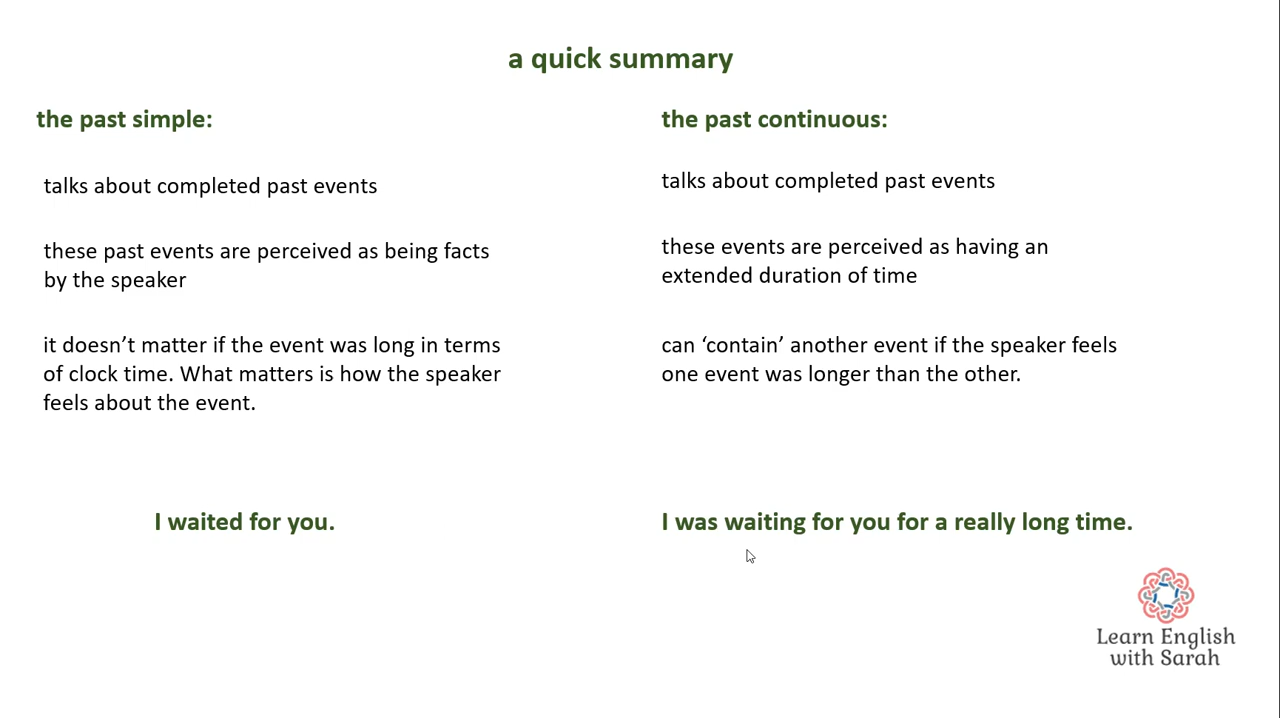 a quick summary
the past simple:
talks about completed past events
these past events are perceived as being facts
by the speaker
it doesn’t matter if the event was long in terms
of clock time. What matters is how the speaker
feels about the event.
I waited for you.
the past continuous:
talks about completed past events
these events are perceived as having an
extended duration of time
can ‘contain’ another event if the speaker feels
one event was longer than the other.
I was waiting for you for a really long time.
Learn English
with Sarah